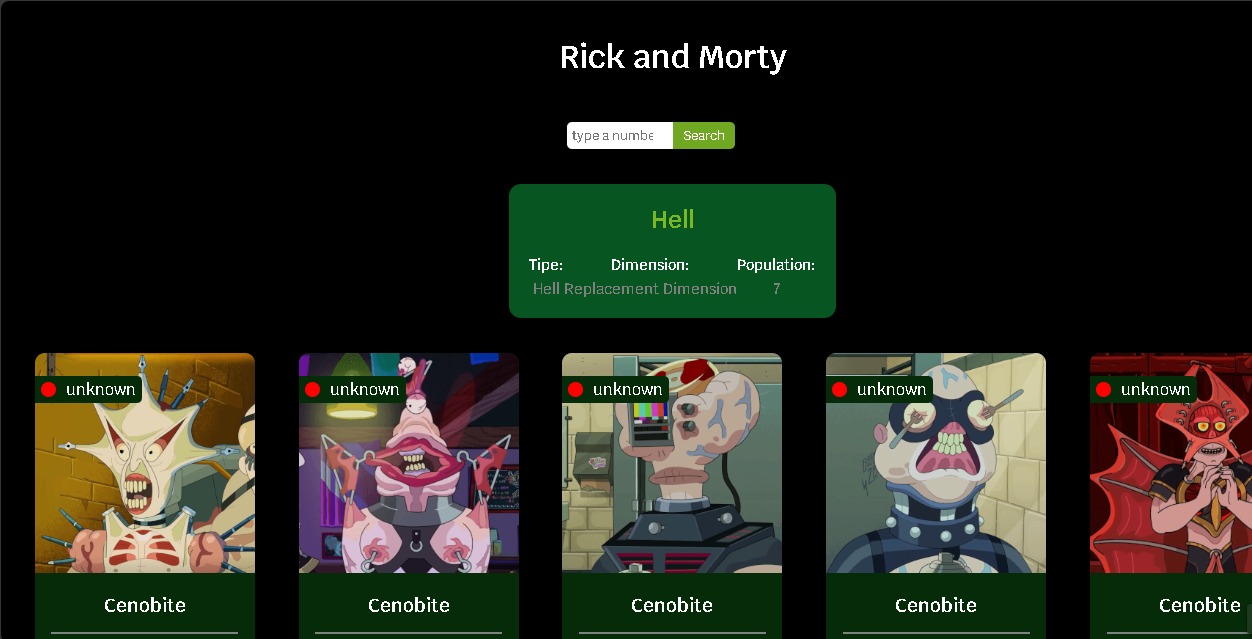 Rick and Morty
type a numbe Search
Hell
Tipe: Dimension: Population:
Hell Replacement Dimension 7
unknown unknown unknown unknown unknown
Cenobite Cenobite Cenobite Cenobite Cenobite